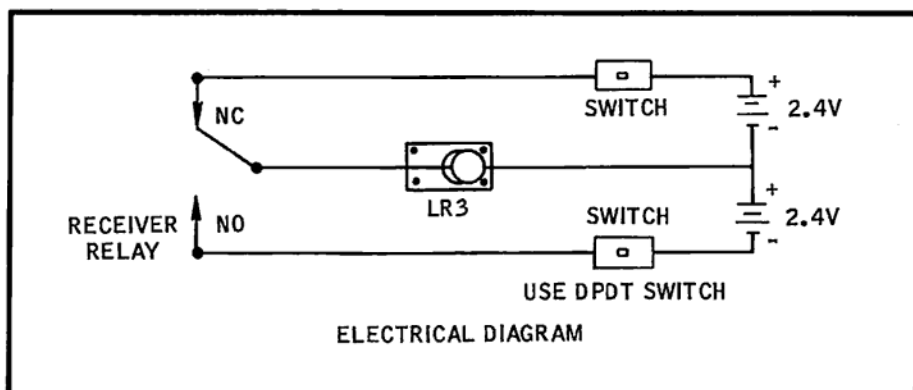 +
SWITCH
2.4V
-
NC
LR3
+
SWITCH
2.4V
-
RECEIVER
RELAY
NO
USE DPDT SWITCH
ELECTRICAL DIAGRAM